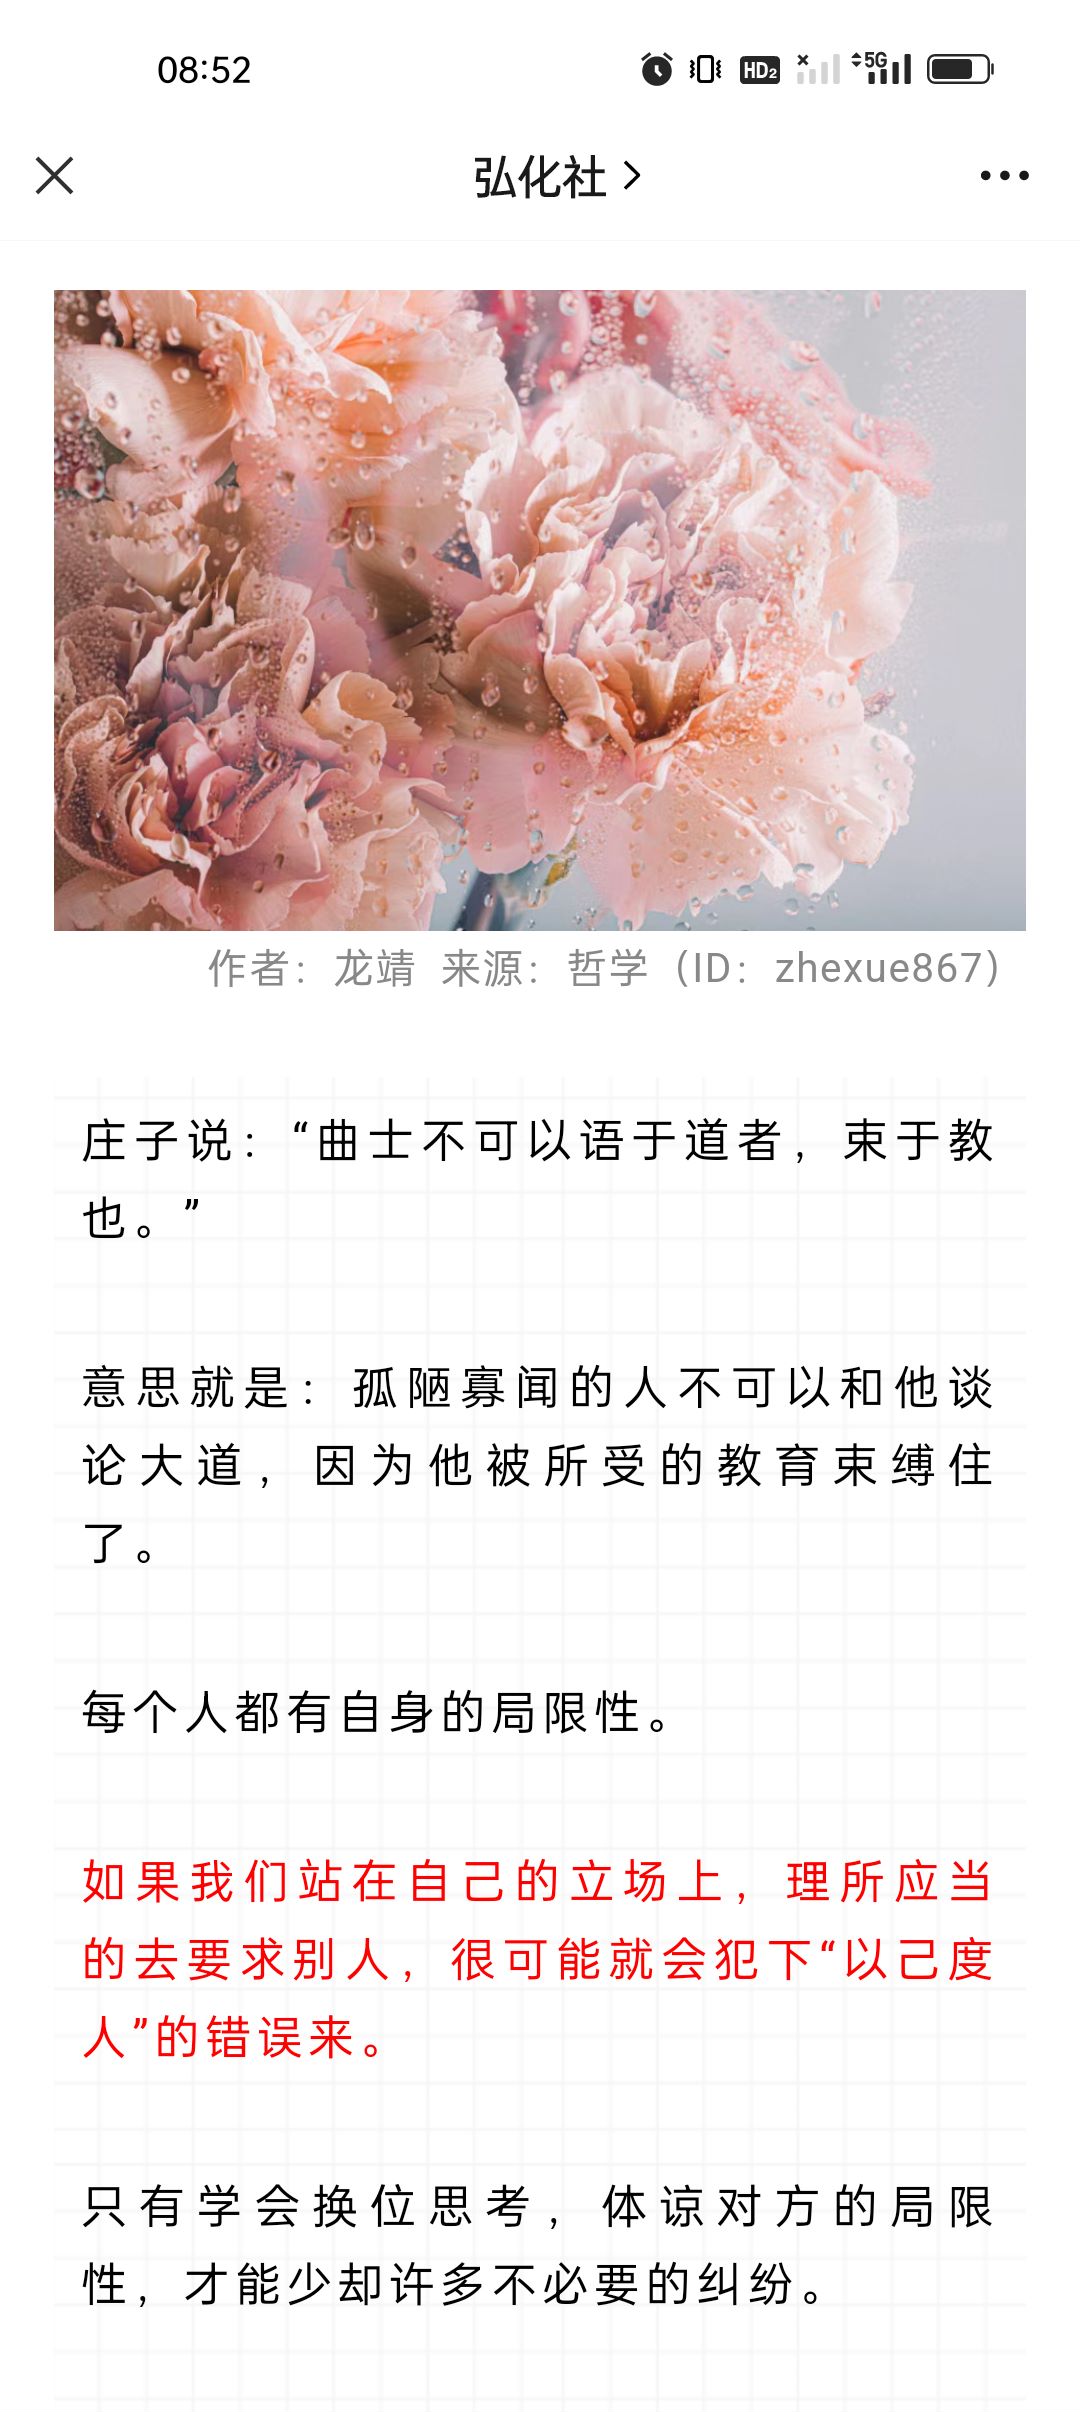 08:52
HD2
5G
弘化社
作者：龙靖 来源：哲学（ID：zhexue867）
庄子说：“曲士不可以语于道者，束于教
也。”
意思就是：孤陋寡闻的人不可以和他谈
论大道，因为他被所受的教育束缚住
了。
每个人都有自身的局限性。
如果我们站在自己的立场上，理所应当
的去要求别人，很可能就会犯下“以己度
人”的错误来。
只有学会换位思考，体谅对方的局限
性，才能少却许多不必要的纠纷。